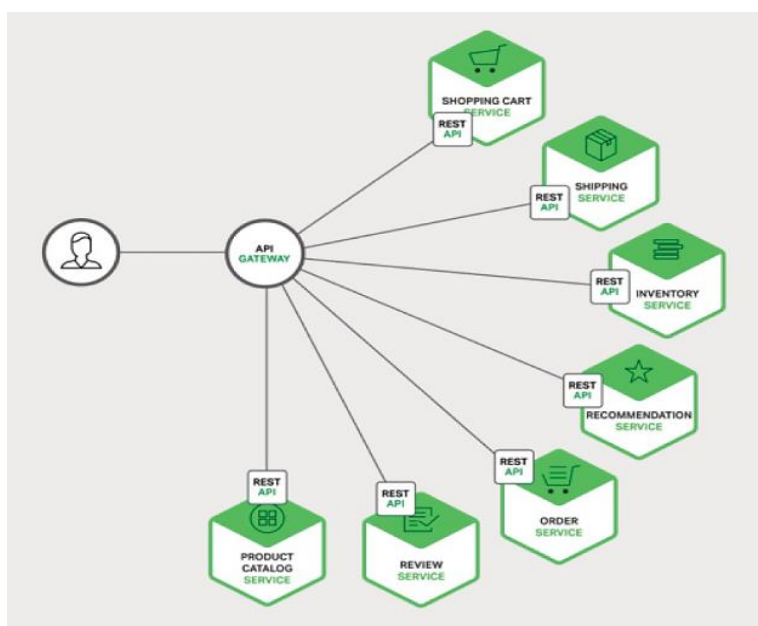 SHOPPING CART
SERVICE
REST
API
SHIPPING
SERVICE
REST
API
API
GATEWAY
INVENTORY
SERVICE
REST
API
RECOMMENDATION
SERVICE
REST
API
ORDER
SERVICE
REST
API
REVIEW
SERVICE
REST
API
PRODUCT
CATALOG
SERVICE
REST
API